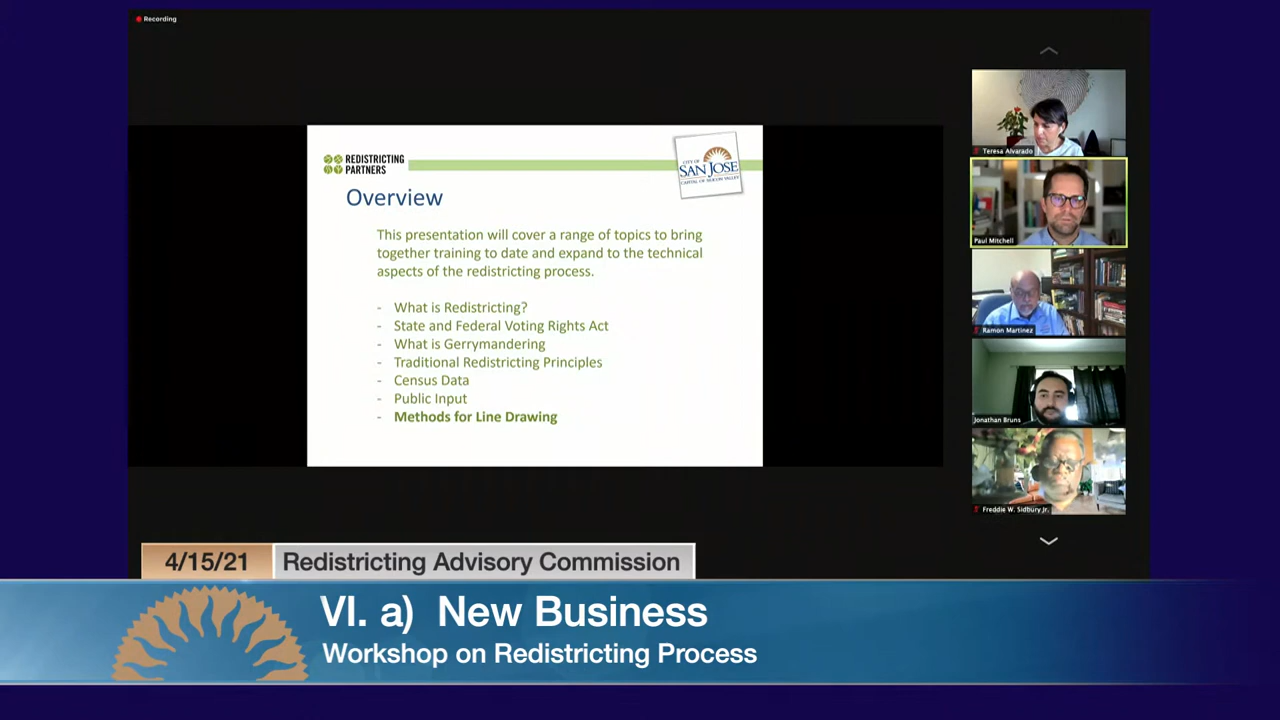 Recording
REDISTRICTING
PARTNERS
CITY OF
SAN JOSE
CAPITAL OF SILICON VALLEY
Overview
This presentation will cover a range of topics to bring
together training to date and expand to the technical
aspects of the redistricting process.
- What is Redistricting?
- State and Federal Voting Rights Act
- What is Gerrymandering
- Traditional Redistricting Principles
- Census Data
- Public Input
- Methods for Line Drawing
Teresa Alvarado
Paul Mitchell
Ramon Martinez
Jonathan Bruns
Freddie W. Sidbury Jr.
4/15/21 Redistricting Advisory Commission
VI. a) New Business
Workshop on Redistricting Process